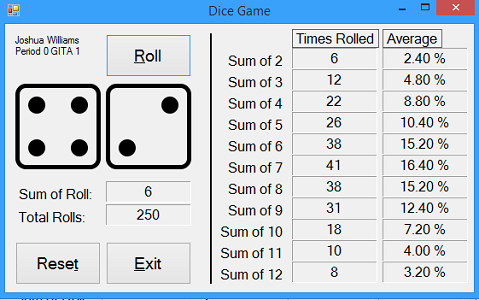 Dice Game
Joshua Williams
Period 0 GITA 1
Roll
Sum of Roll: 6
Total Rolls: 250
Reset Exit
Times Rolled Average
Sum of 2 6 2.40 %
Sum of 3 12 4.80 %
Sum of 4 22 8.80 %
Sum of 5 26 10.40 %
Sum of 6 38 15.20 %
Sum of 7 41 16.40 %
Sum of 8 38 15.20 %
Sum of 9 31 12.40 %
Sum of 10 18 7.20 %
Sum of 11 10 4.00 %
Sum of 12 8 3.20 %